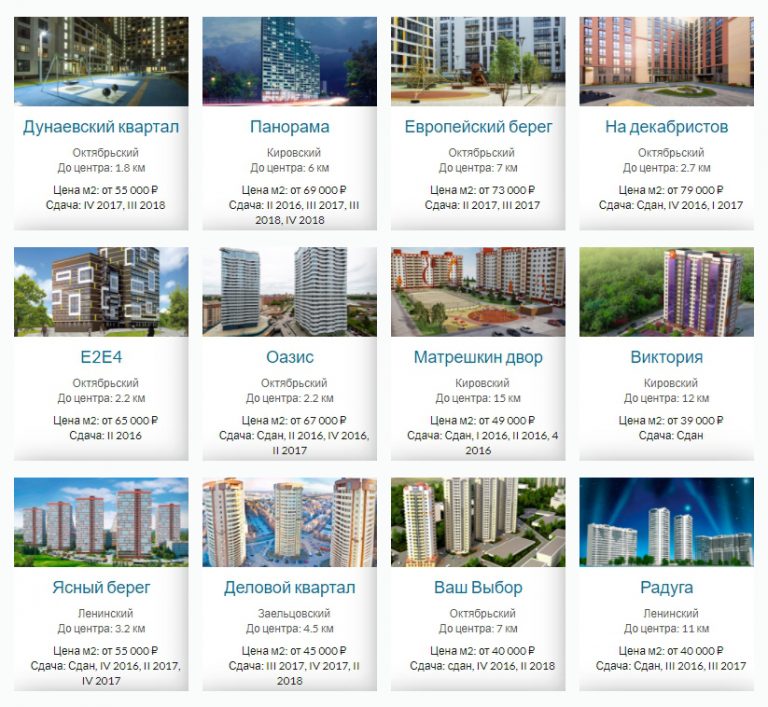 Дунаевский квартал
Октябрьский
До центра: 1.8 км
Цена м2: от 55 000 ₽
Сдача: IV 2017, III 2018
Панорама
Кировский
До центра: 6 км
Цена м2: от 69 000 ₽
Сдача: II 2016, III 2017, III
2018, IV 2018
Европейский берег
Октябрьский
До центра: 7 км
Цена м2: от 73 000 ₽
Сдача: II 2017, III 2017
На декабристов
Октябрьский
До центра: 2.7 км
Цена м2: от 79 000 ₽
Сдача: Сдан, IV 2016, I 2017
E2E4
Октябрьский
До центра: 2.2 км
Цена м2: от 65 000 ₽
Сдача: II 2016
Оазис
Октябрьский
До центра: 2.2 км
Цена м2: от 67 000 ₽
Сдача: Сдан, II 2016, IV 2016,
II 2017
Матрешкин двор
Кировский
До центра: 15 км
Цена м2: от 49 000 ₽
Сдача: Сдан, I 2016, II 2016, 4
2016
Виктория
Кировский
До центра: 12 км
Цена м2: от 39 000 ₽
Сдача: Сдан
Ясный берег
Ленинский
До центра: 3.2 км
Цена м2: от 55 000 ₽
Сдача: Сдан, IV 2016, II 2017,
IV 2017
Деловой квартал
Заельцовский
До центра: 4.5 км
Цена м2: от 45 000 ₽
Сдача: III 2017, IV 2017, II
2018
Ваш Выбор
Октябрьский
До центра: 7 км
Цена м2: от 40 000 ₽
Сдача: сдан, IV 2016, II 2018
Радуга
Ленинский
До центра: 11 км
Цена м2: от 40 000 ₽
Сдача: Сдан, III 2016, III 2017